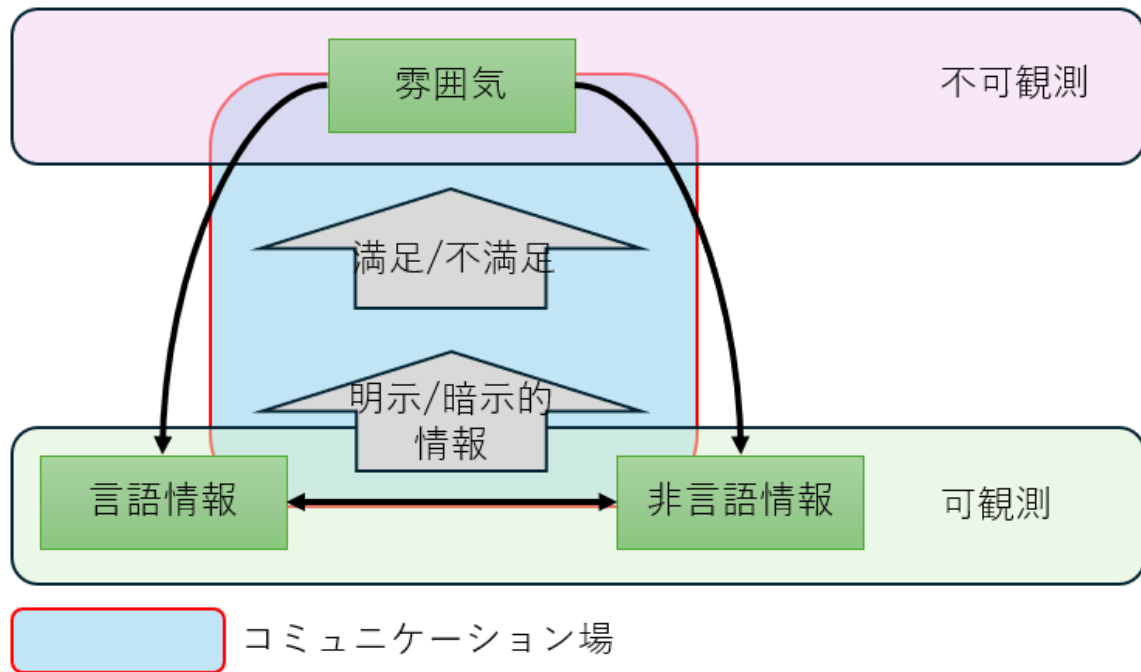 雰囲気
不可観測
満足/不満足
明示/暗示的
情報
言語情報
非言語情報
可観測
コミュニケーション場